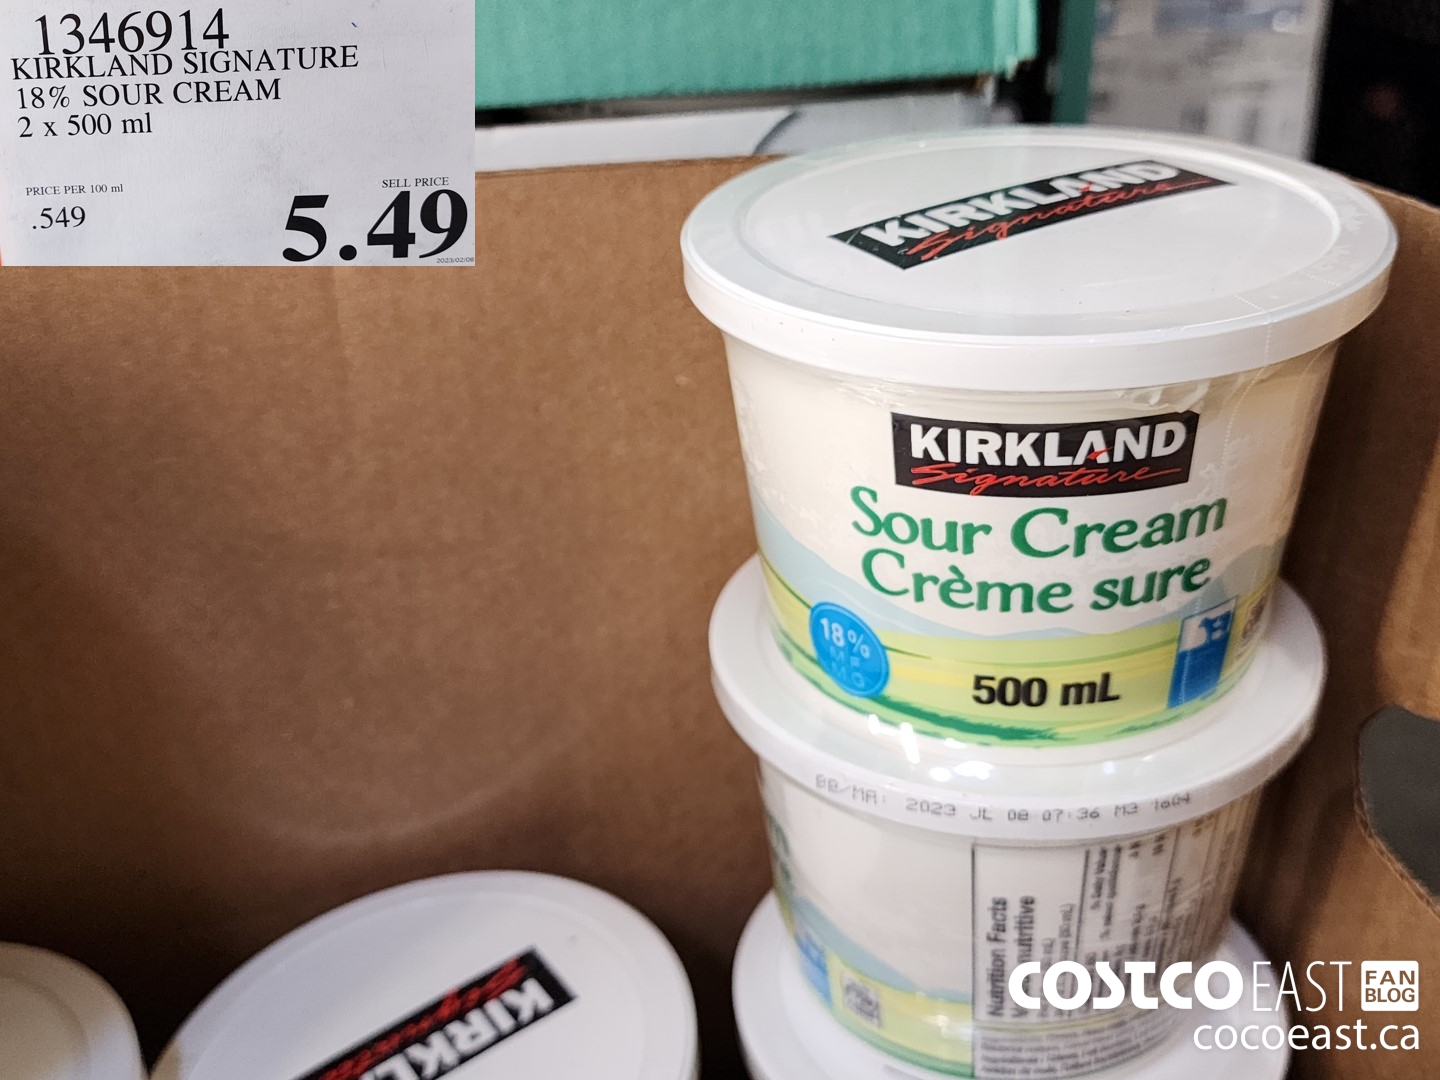 1346914
KIRKLAND SIGNATURE
18% SOUR CREAM
2 x 500 ml
PRICE PER 100 ml
.549
SELL PRICE
5.49
2023/02/08
KIRKLAND
Signature
KIRKLAND
Signature
Sour Cream
Crème sure
18%
M.F.
M.G.
500 mL
BB/MA: 2023 JL 08 07:36 M3 1604
Nutrition Facts
nutritive
KIRKL
Signature
COSTCO EAST FAN BLOG
cocoeast.ca